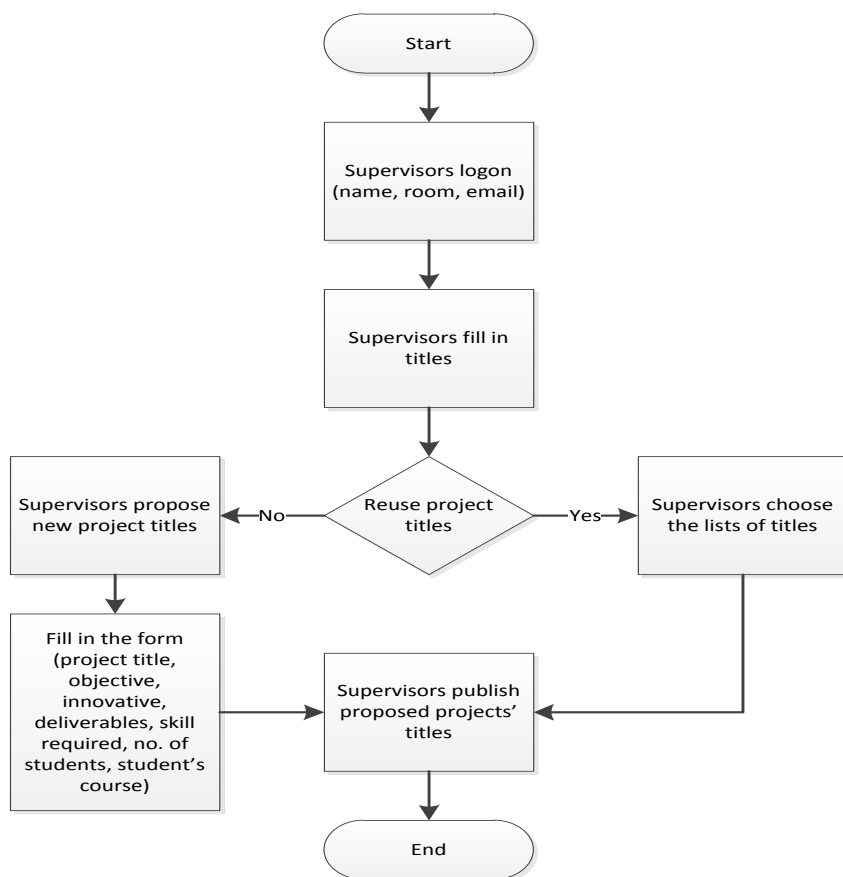 Start
Supervisors logon
(name, room, email)
Supervisors fill in
titles
Supervisors propose
new project titles
No
Reuse project
titles
Yes
Supervisors choose
the lists of titles
Fill in the form
(project title,
objective,
innovative,
deliverables, skill
required, no. of
students, student’s
course)
Supervisors publish
proposed projects’
titles
End